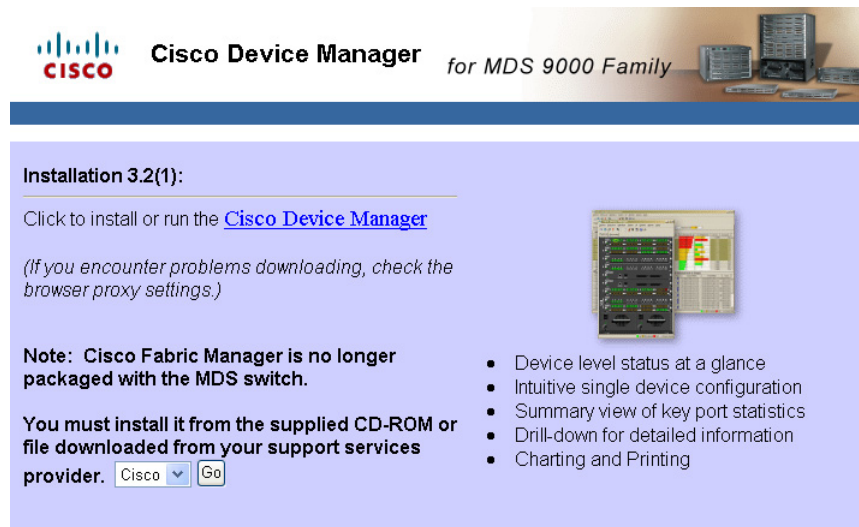 CISCO
Cisco Device Manager
for MDS 9000 Family
Installation 3.2(1):
Click to install or run the Cisco Device Manager
(If you encounter problems downloading, check the
browser proxy settings.)
Note: Cisco Fabric Manager is no longer
packaged with the MDS switch.
You must install it from the supplied CD-ROM or
file downloaded from your support services
provider. Cisco Go
Device level status at a glance
Intuitive single device configuration
Summary view of key port statistics
Drill-down for detailed information
Charting and Printing